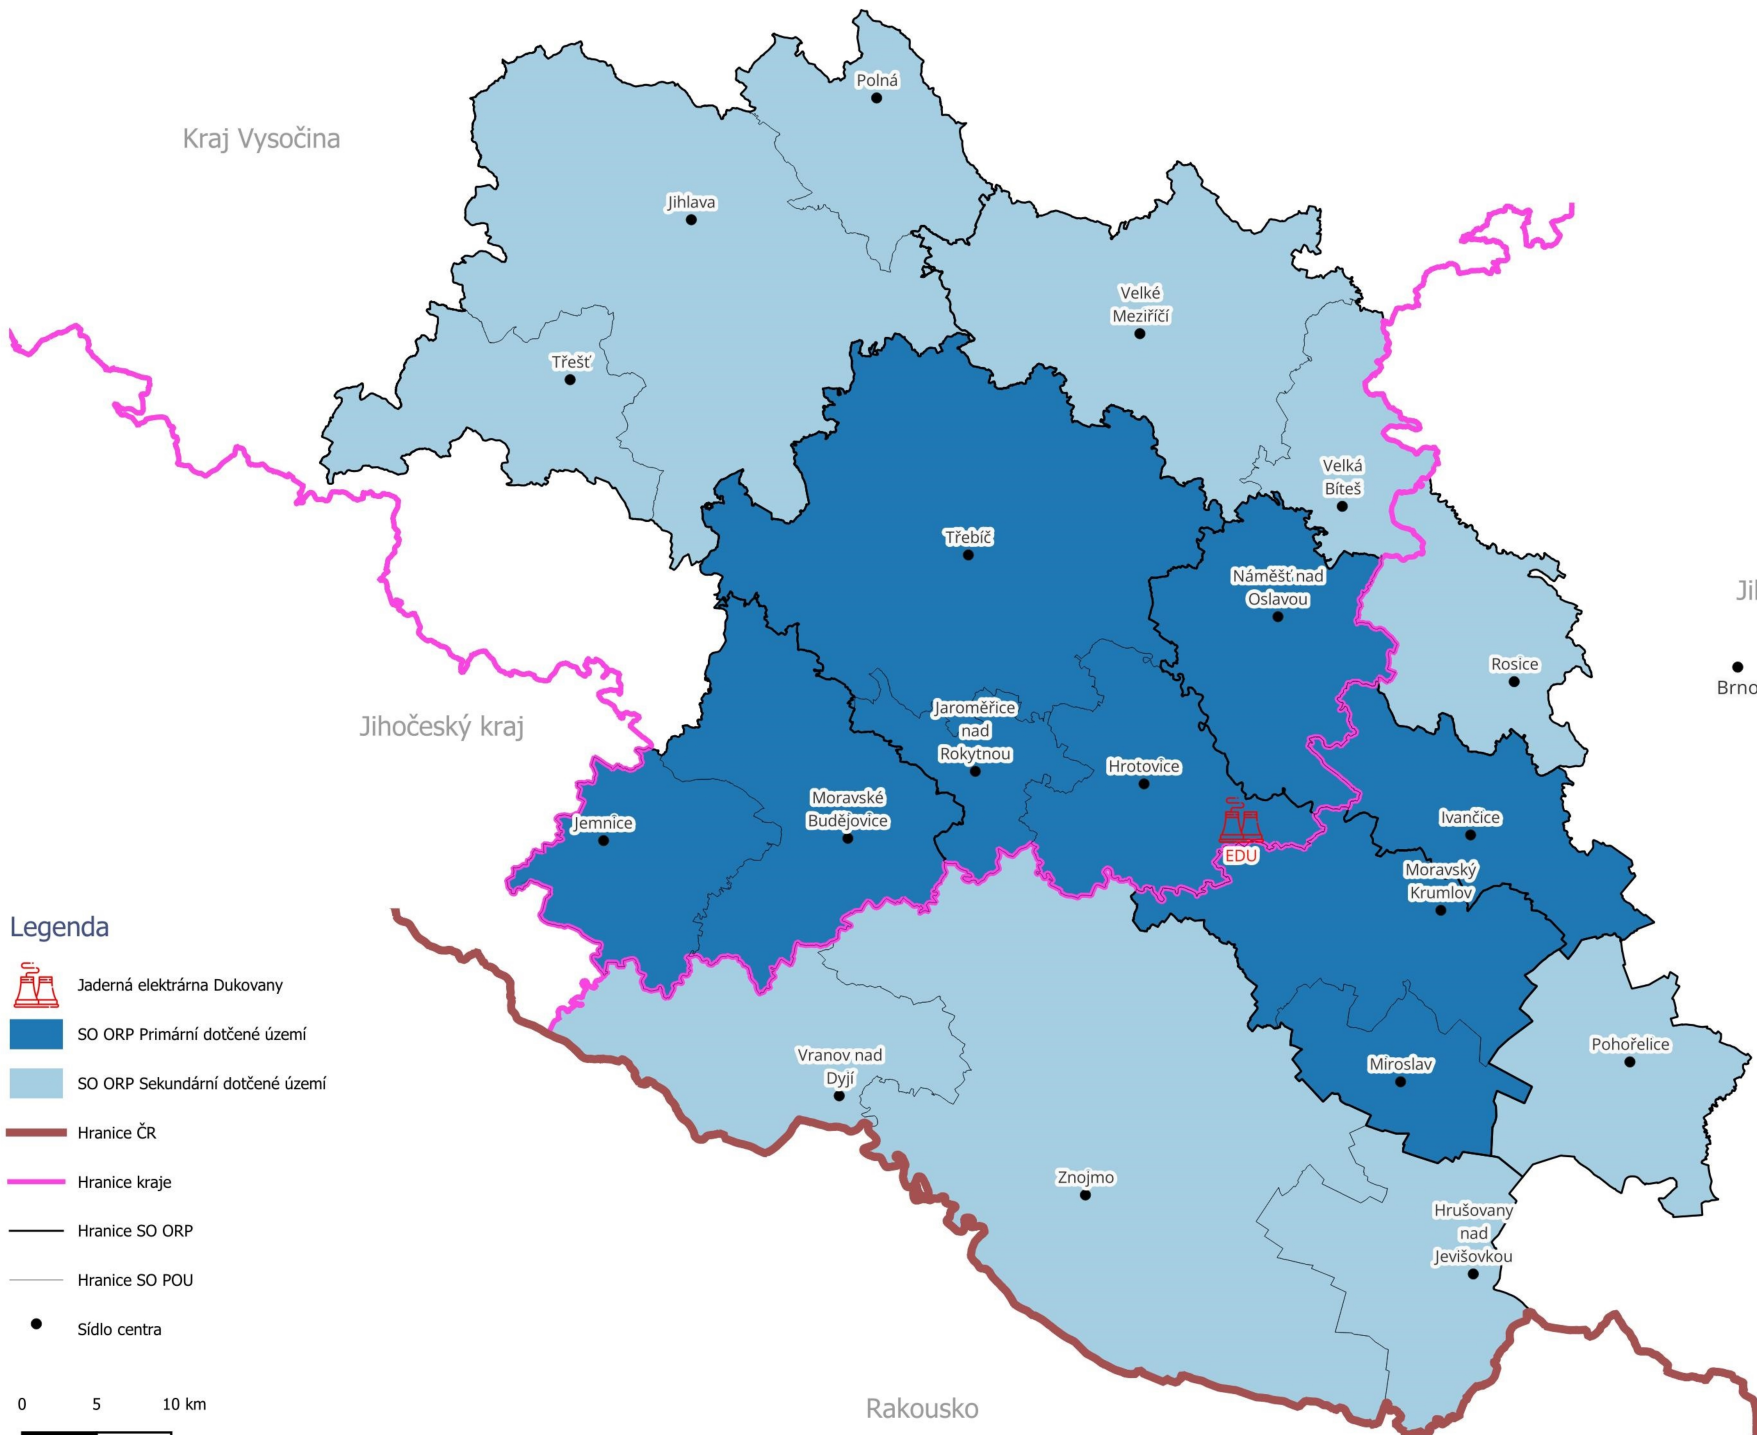 Polná
Kraj Vysočina
Jihlava
Velké
Meziříčí
Třešť
Velká
Bíteš
Třebíč
Náměšť nad
Oslavou
Rosice
Brno
Jihočeský kraj
Jaroměřice
nad
Rokytnou
Hrotovice
Moravské
Budějovice
Jemnice
Ivančice
EDU
Moravský
Krumlov
Miroslav
Pohořelice
Vranov nad
Dyjí
Znojmo
Hrušovany
nad
Jevišovkou
Rakousko
Legenda
Jaderná elektrárna Dukovany
SO ORP Primární dotčené území
SO ORP Sekundární dotčené území
Hranice ČR
Hranice kraje
Hranice SO ORP
Hranice SO POU
Sídlo centra
0 5 10 km